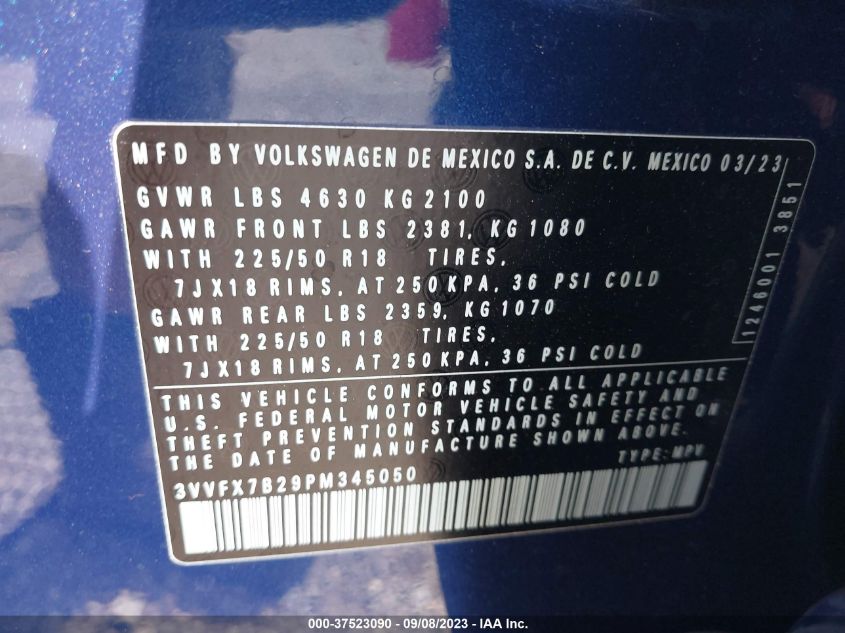 MFD BY VOLKSWAGEN DE MEXICO S.A. DE C.V. MEXICO 03/23
GVWR LBS 4630 KG 2100
GAWR FRONT LBS 2381, KG 1080
WITH 225/50 R18 TIRES,
7JX18 RIMS, AT 250 KPA, 36 PSI COLD
GAWR REAR LBS 2359, KG 1070
WITH 225/50 R18 TIRES,
7JX18 RIMS, AT 250 KPA, 36 PSI COLD
1246001 3851
THIS VEHICLE CONFORMS TO ALL APPLICABLE
U.S. FEDERAL MOTOR VEHICLE SAFETY AND
THEFT PREVENTION STANDARDS IN EFFECT ON
THE DATE OF MANUFACTURE SHOWN ABOVE.
TYPE: MPV
3VVFX7B29PM345050
000-37523090 - 09/08/2023 - IAA Inc.